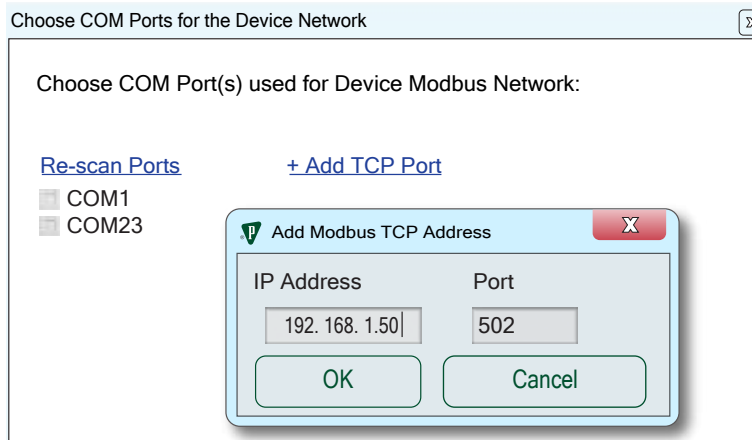 Choose COM Ports for the Device Network
Choose COM Port(s) used for Device Modbus Network:
Re-scan Ports + Add TCP Port
COM1
COM23
Add Modbus TCP Address X
IP Address Port
192. 168. 1.50 502
OK Cancel